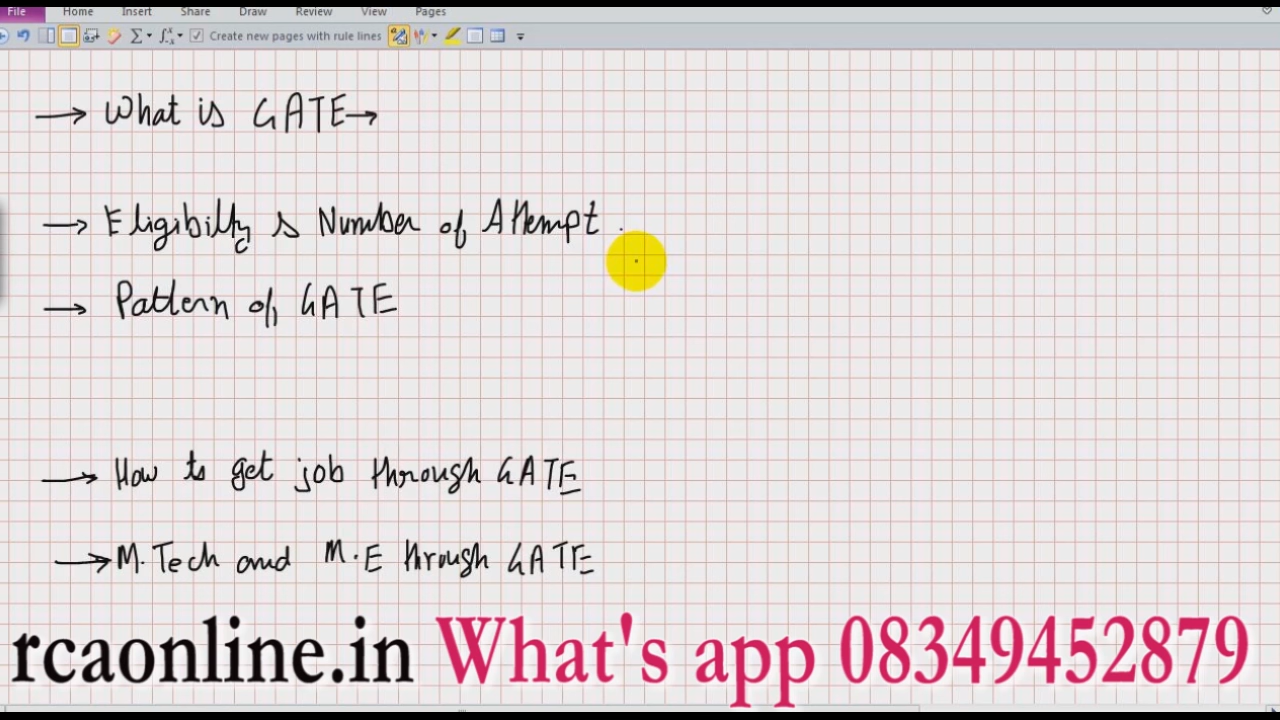 File Home Insert Share Draw Review View Pages
Create new pages with rule lines
→ What is GATE→
→ Eligibilty & Number of Attempt .
→ Pattern of GATE
→ How to get job through GATE
→ M.Tech and M.E through GATE
rcaonline.in What's app 08349452879